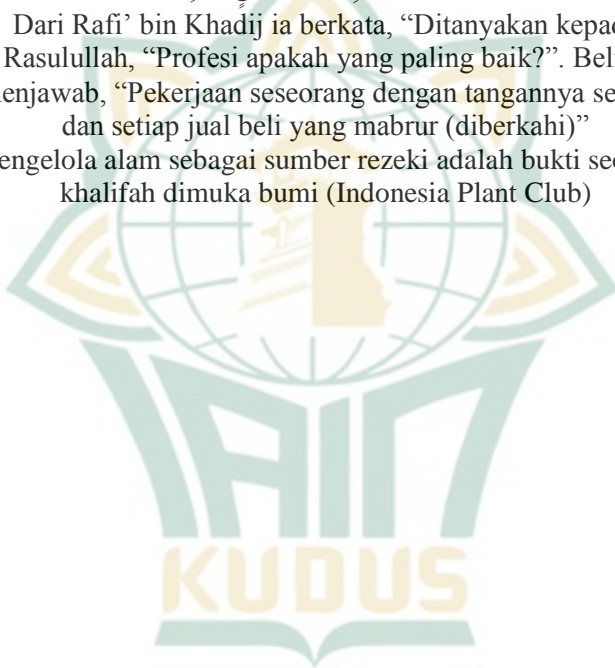 Dari Rafi’ bin Khadij ia berkata, “Ditanyakan kepad
Rasulullah, “Profesi apakah yang paling baik?”. Bel
enjawab, “Pekerjaan seseorang dengan tangannya se
dan setiap jual beli yang mabrur (diberkahi)”
engelola alam sebagai sumber rezeki adalah bukti se
khalifah dimuka bumi (Indonesia Plant Club)
IAIN
KUDUS